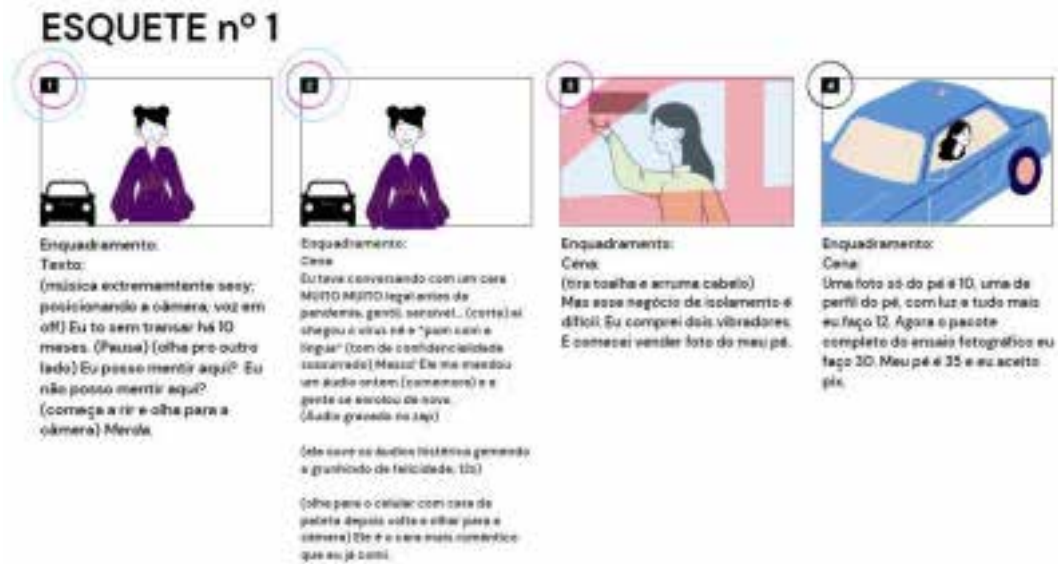 ESQUETE nº 1
1
Enquadramento:
Texto:
(música extremamtente sexy;
posicionando a câmera, voz em
off) Eu to sem transar há 10
meses. (Pausa) (olha pro outro
lado) Eu posso mentir aqui? Eu
não posso mentir aqui?
(começa a rir e olha para a
câmera) Merda.
2
Enquadramento:
Cena
Eu tava conversando com um cara
MUITO MUITO legal antes da
pandemia, gentil, sensível... (corta) aí
chegou o vírus né e "pam com a
língua" (tom de confidencialidade
sussurrado) Massa! Ele me mandou
um áudio ontem (comemora) e a
gente se enrolou de novo.
(Áudio gravado no zap)
(ela ouve os áudios histérica gemendo
e grunhindo de felicidade,
(olha para o celular com cara de
pateta depois volta a olhar para a
câmera) Ele é o cara mais romântico
que eu já comi.
3
Enquadramento:
Cena:
(tira toalha e arruma cabelo)
Mas esse negócio de isolamento é
difícil. Eu comprei dois vibradores.
E comecei vender foto do meu pé.
4
Enquadramento:
Cena:
Uma foto só do pé é 10, uma de
perfil do pé, com luz e tudo mais
eu faço 12. Agora o pacote
completo do ensaio fotográfico eu
faço 30. Meu pé é 35 e eu aceito
pix.